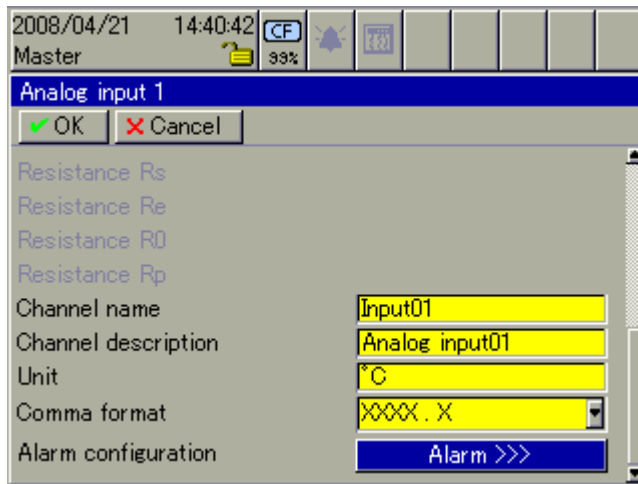 2008/04/21 14:40:42 CF
Master 99%
Analog input 1
OK Cancel
Resistance Rs
Resistance Re
Resistance R0
Resistance Rp
Channel name Input01
Channel description Analog input01
Unit °C
Comma format XXXX . X
Alarm configuration Alarm >>>